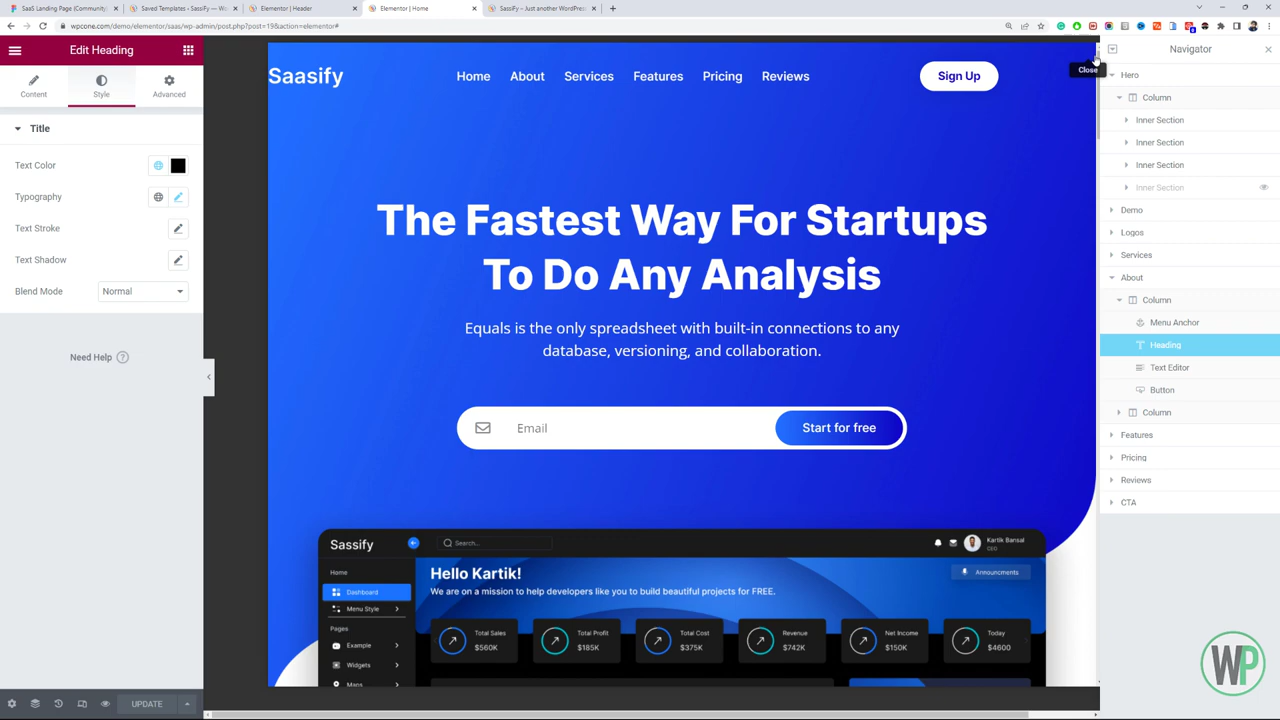 SaaS Landing Page (Community)
Saved Templates — SassiFy — Wo
Elementor | Header
Elementor | Home
SassiFy – Just another WordPress
wpcone.com/demo/elementor/saas/wp-admin/post.php?post=19&action=elementor#
Edit Heading
Content
Style
Advanced
Title
Text Color
Typography
Text Stroke
Text Shadow
Blend Mode
Normal
Need Help
UPDATE
Saasify
Home
About
Services
Features
Pricing
Reviews
Sign Up
The Fastest Way For Startups
To Do Any Analysis
Equals is the only spreadsheet with built-in connections to any
database, versioning, and collaboration.
Email
Start for free
Sassify
Search...
Kartik Bansal
CEO
Home
Dashboard
Menu Style
Pages
Example
Widgets
Maps
Hello Kartik!
We are on a mission to help developers like you to build beautiful projects for FREE.
Announcments
Total Sales
$560K
Total Profit
$185K
Total Cost
$375K
Revenue
$742K
Net Income
$150K
Today
$4600
Navigator
Close
Hero
Column
Inner Section
Inner Section
Inner Section
Inner Section
Demo
Logos
Services
About
Column
Menu Anchor
Heading
Text Editor
Button
Column
Features
Pricing
Reviews
CTA
WP